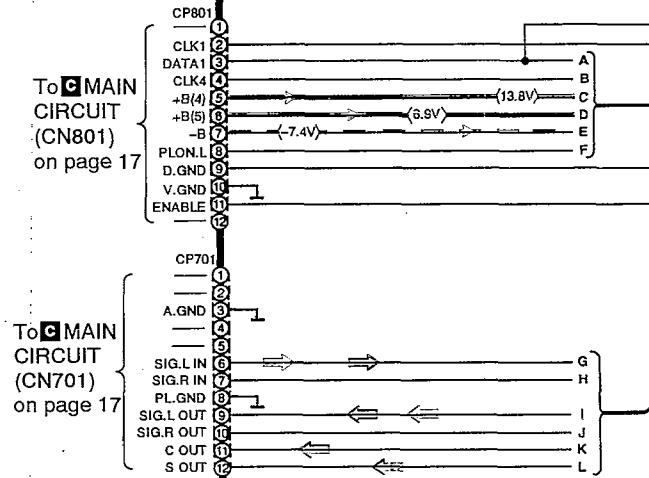 CP801
1
CLK1 2
DATA1 3 A
CLK4 4 B
+B(4) 5 13.8V C
+B(5) 6 6.9V D
−B 7 −7.4V E
PLON.L 8 F
D.GND 9
V.GND 10
ENABLE 11
12
To C MAIN
CIRCUIT
(CN801)
on page 17
CP701
1
2
A.GND 3
4
5
SIG.L IN 6 G
SIG.R IN 7 H
PL.GND 8
SIG.L OUT 9 I
SIG.R OUT 10 J
C OUT 11 K
S OUT 12 L
To C MAIN
CIRCUIT
(CN701)
on page 17